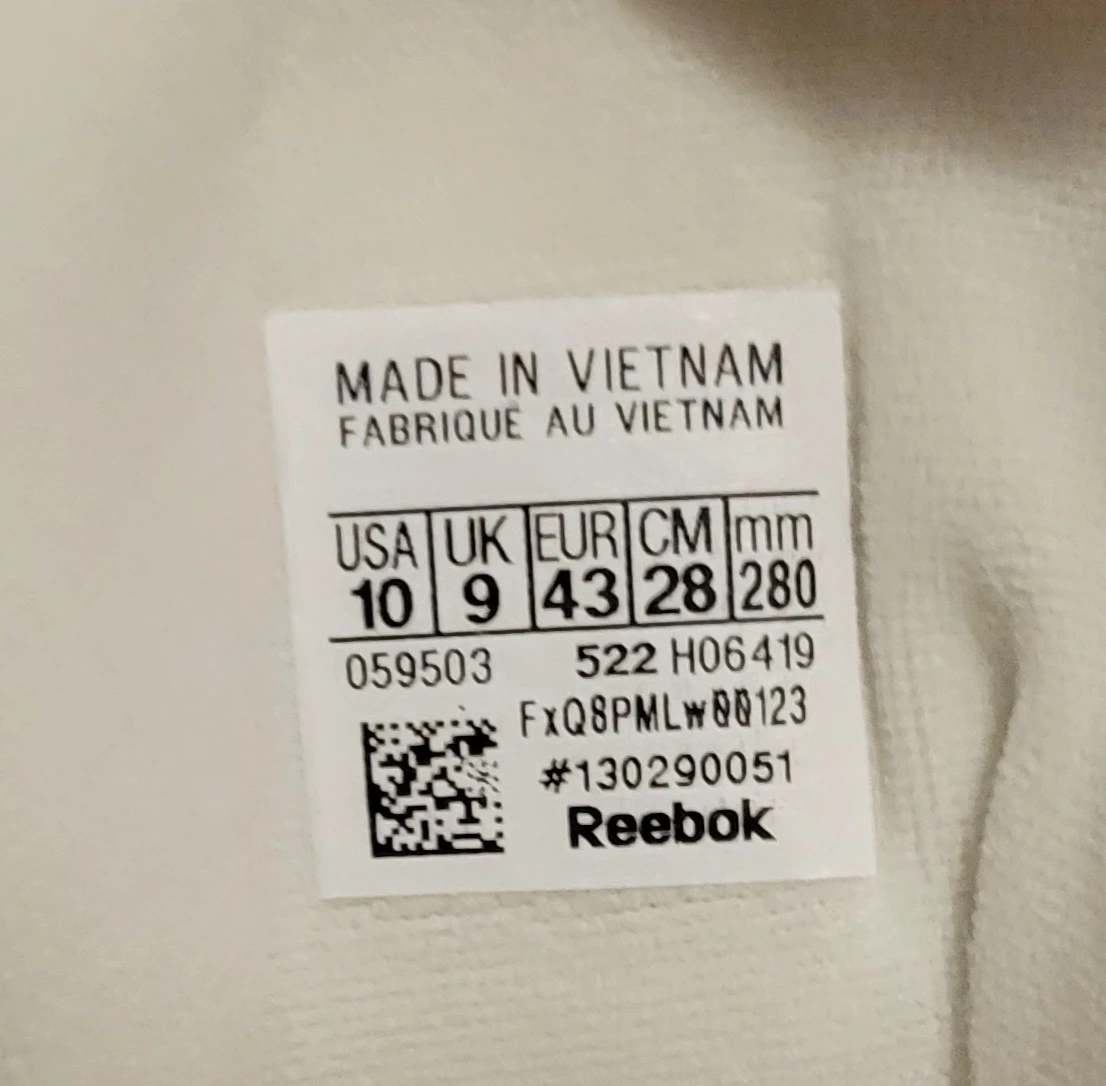 MADE IN VIETNAM
FABRIQUÉ AU VIETNAM
USA UK EUR CM mm
10 9 43 28 280
059503 522 H06419
FxQ8PMLw00123
#130290051
Reebok